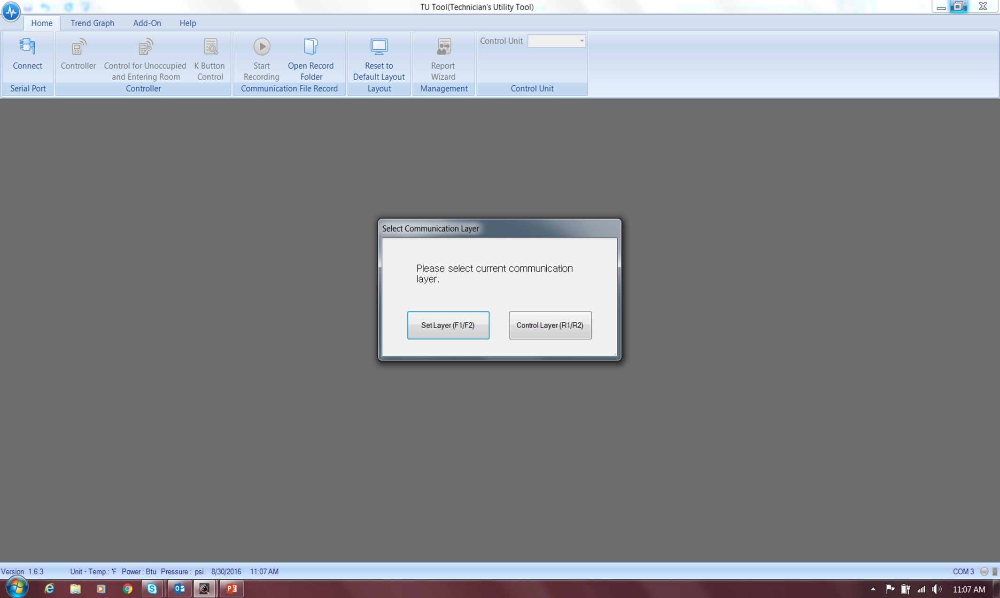 TU Tool(Technician's Utility Tool)
Home Trend Graph Add-On Help
Connect
Serial Port
Controller
Control for Unoccupied
and Entering Room
K Button
Control
Controller
Start
Recording
Open Record
Folder
Communication File Record
Reset to
Default Layout
Layout
Report
Wizard
Management
Control Unit
Control Unit
Select Communication Layer
Please select current communication
layer.
Set Layer (F1/F2)
Control Layer (R1/R2)
Version 1.6.3 Unit - Temp.: °F Power : Btu Pressure : psi 8/30/2016 11:07 AM COM 3
11:07 AM